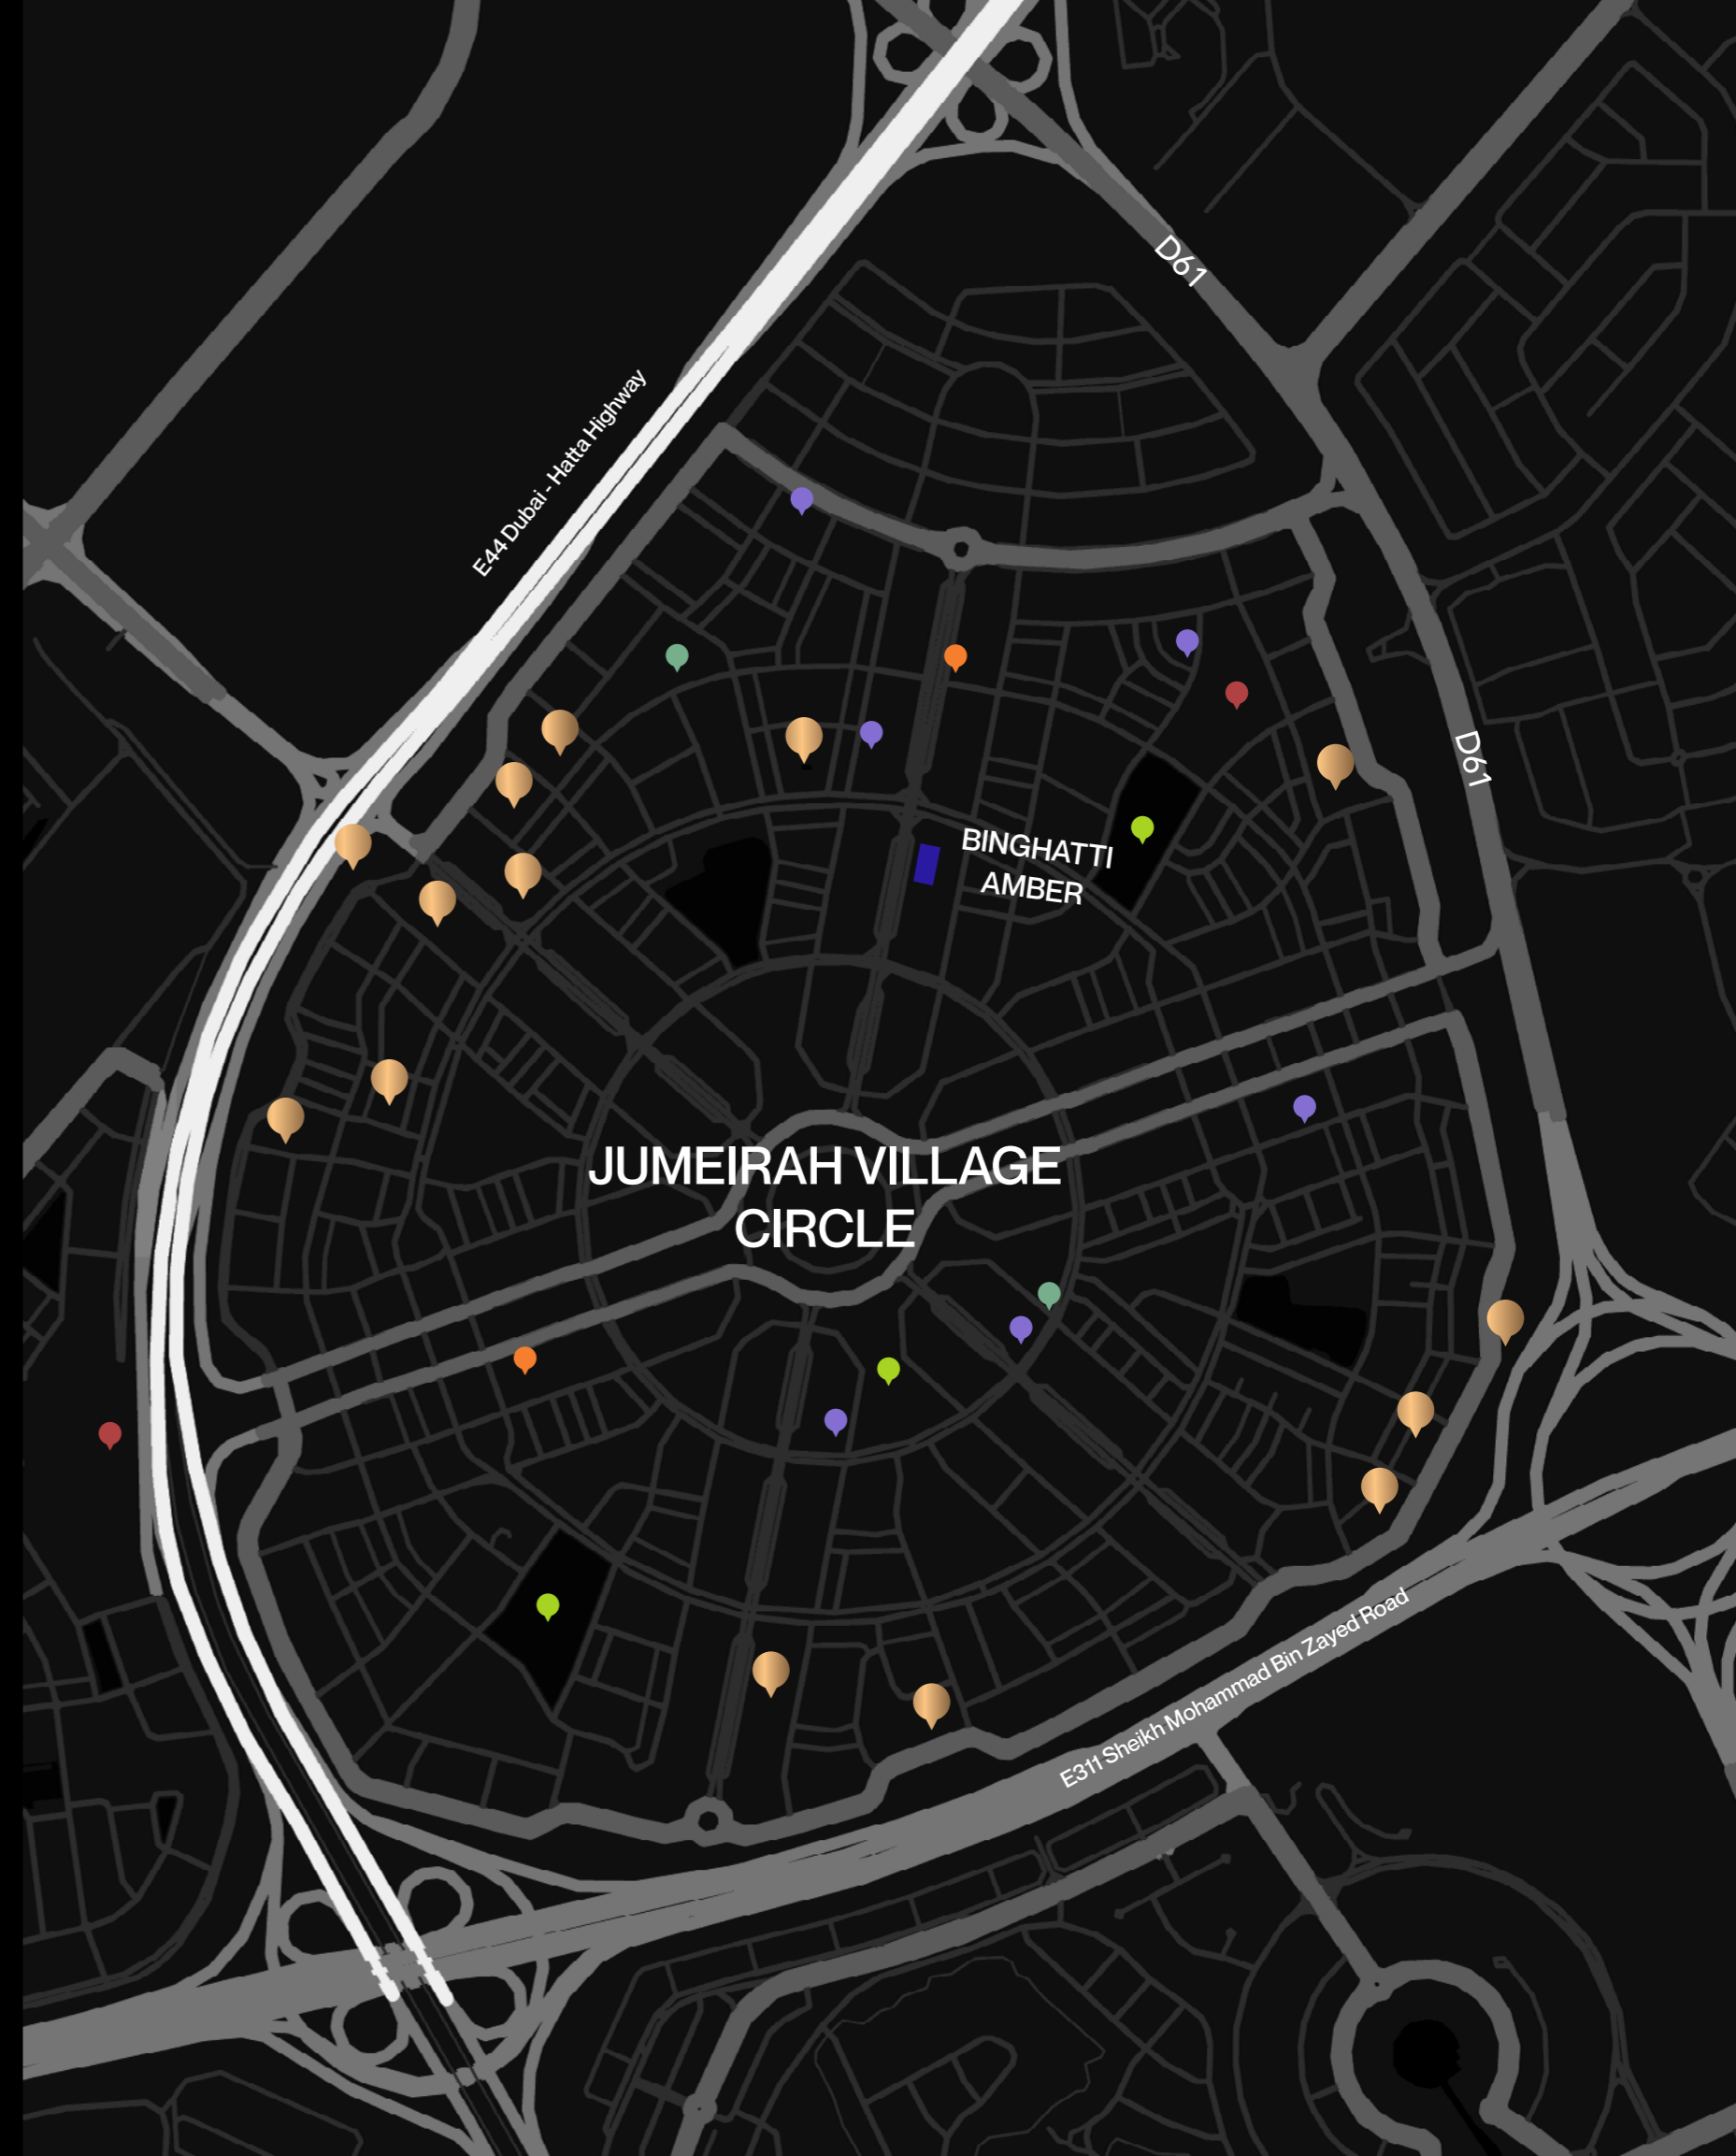 D61
E44 Dubai - Hatta Highway
D61
BINGHATTI
AMBER
JUMEIRAH VILLAGE
CIRCLE
E311 Sheikh Mohammad Bin Zayed Road